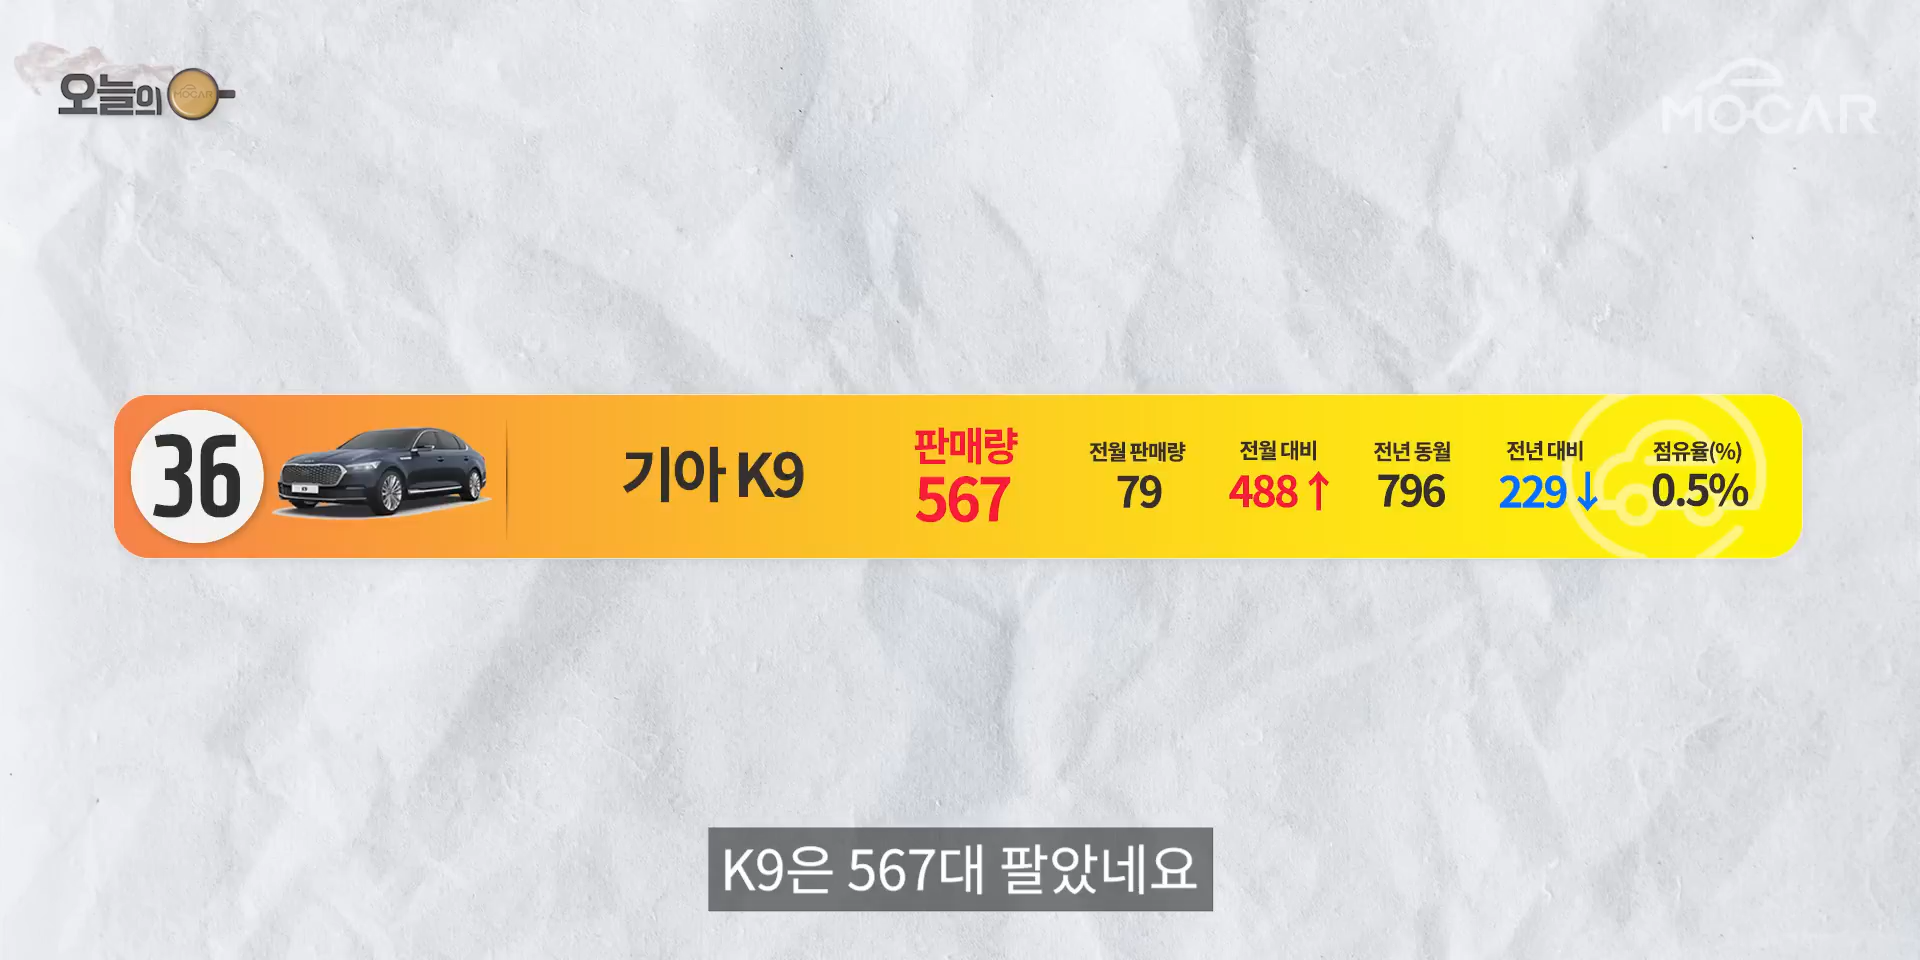 오늘의
MOCAR
MOCAR
36
기아 K9
판매량
567
전월 판매량
79
전월 대비
488↑
전년 동월
796
전년 대비
229↓
점유율(%)
0.5%
K9
K9은 567대 팔았네요